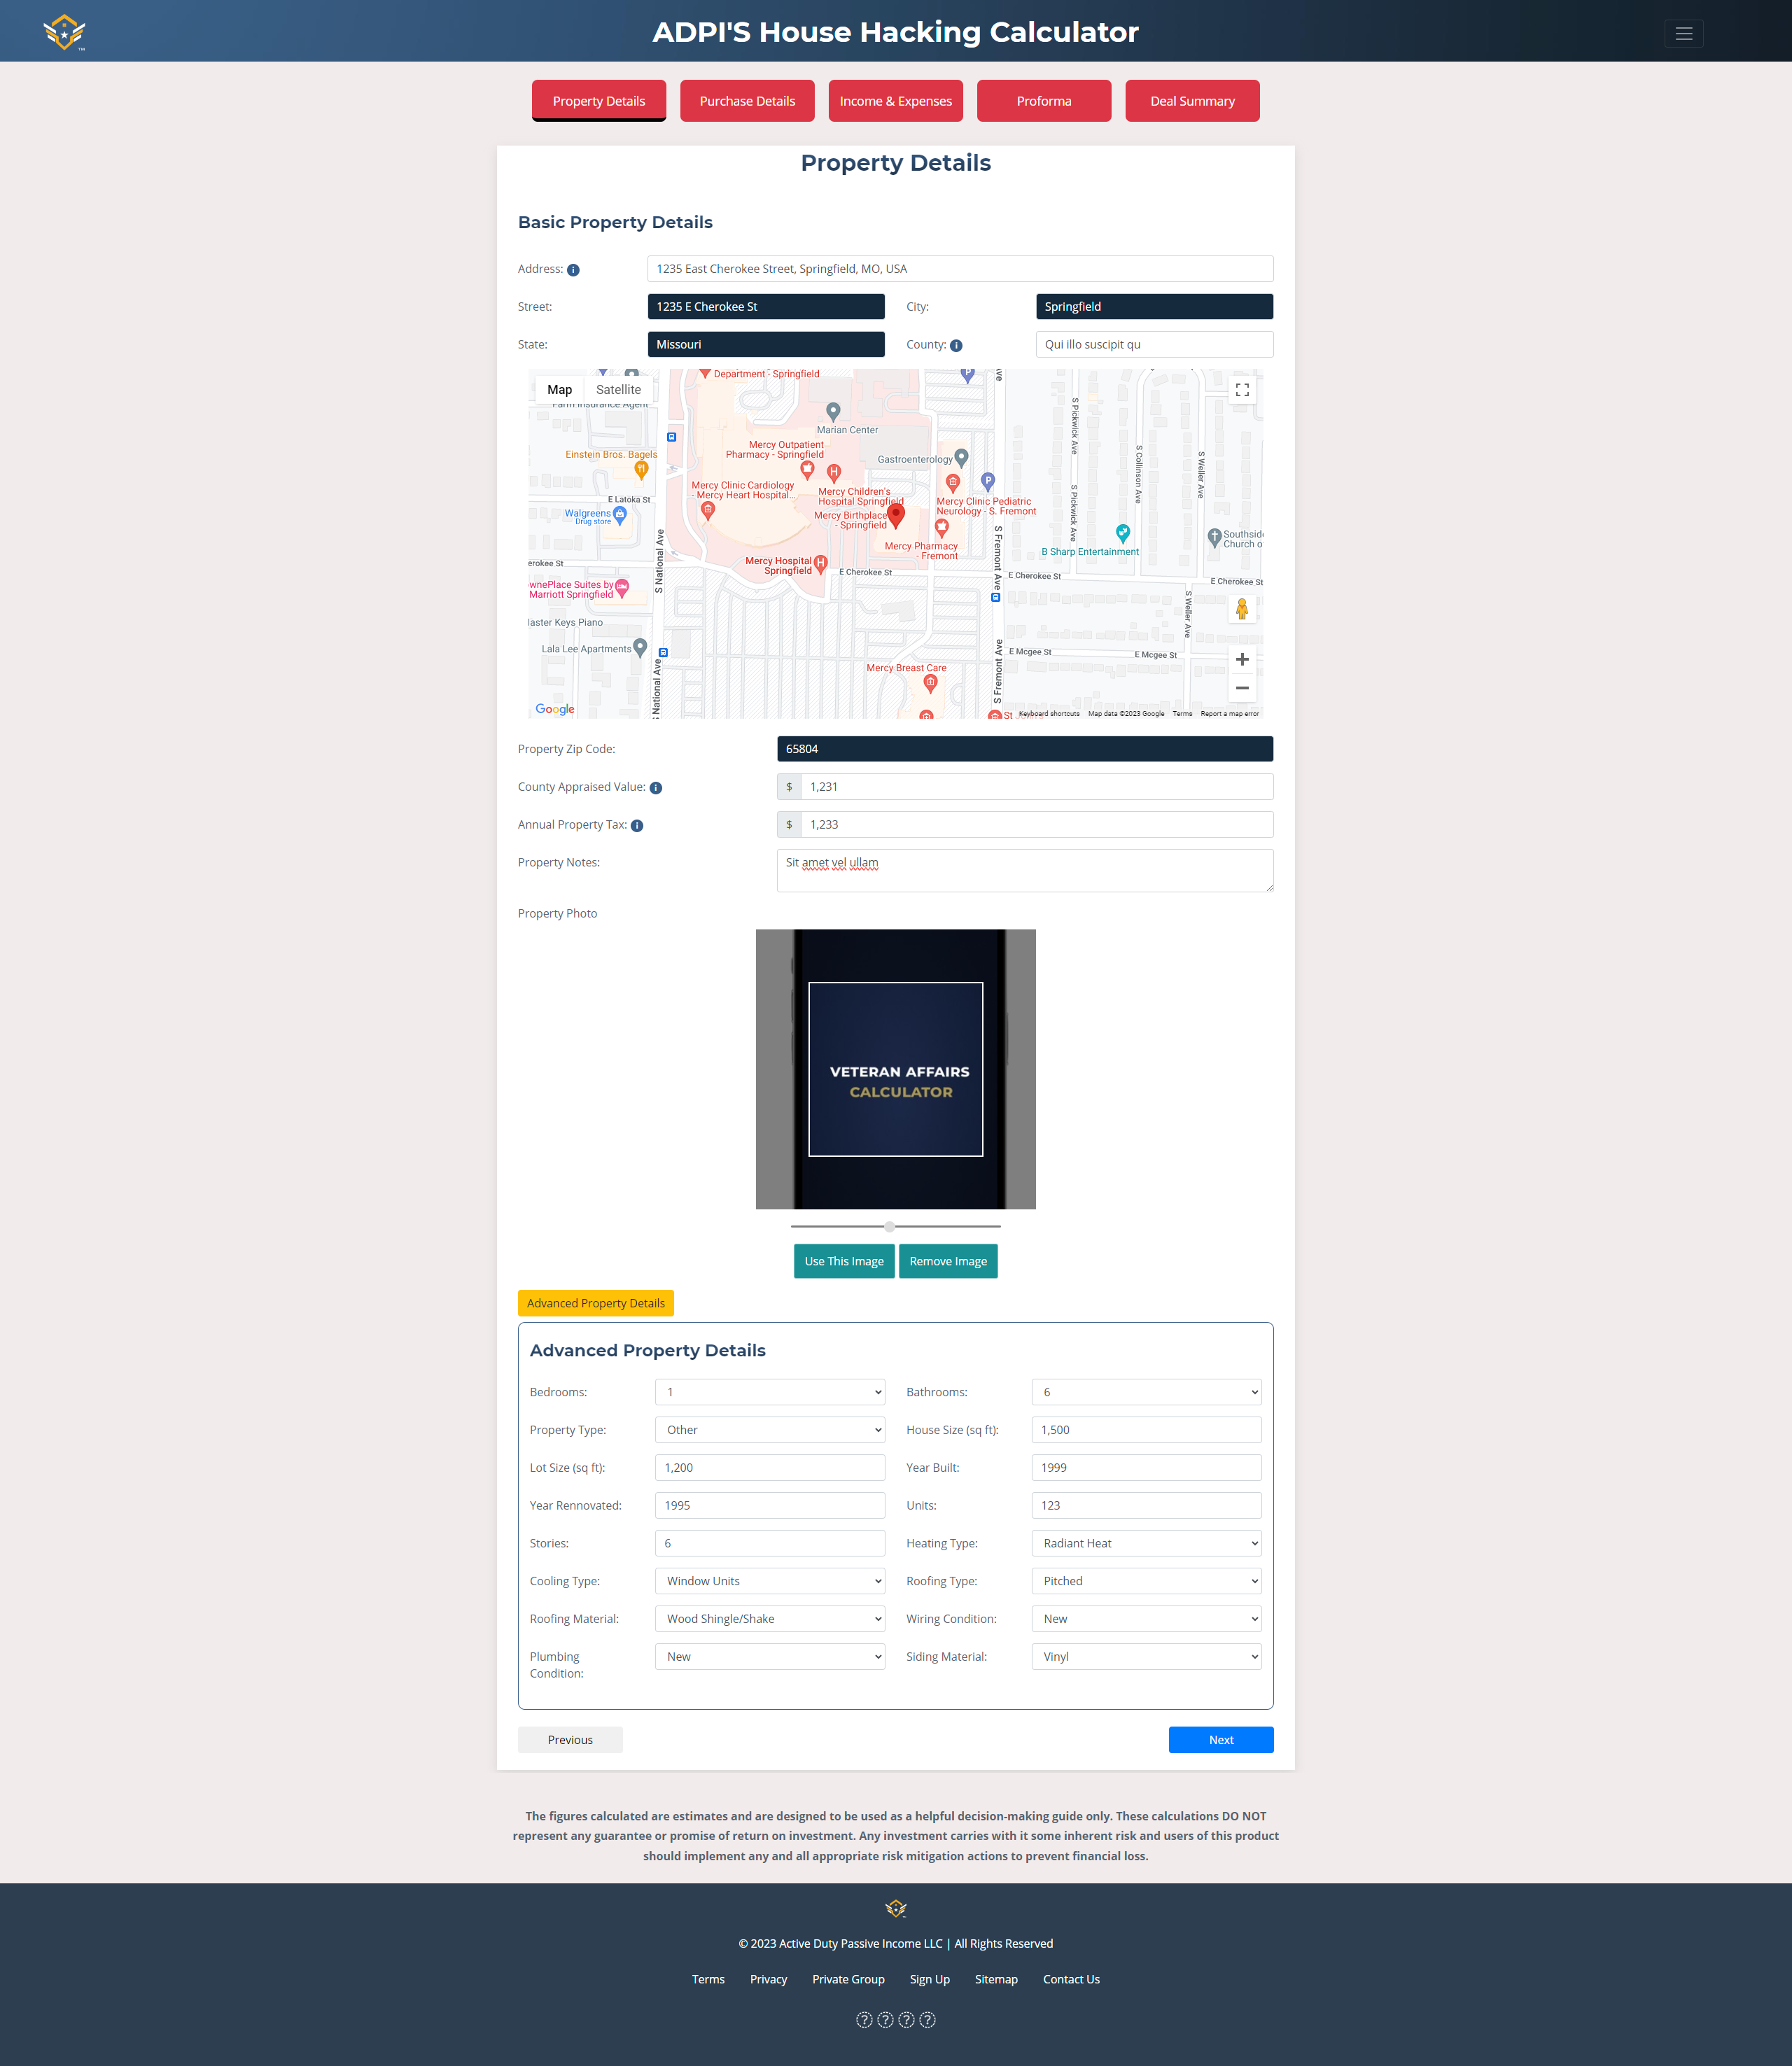 ADPI'S House Hacking Calculator
Property Details
Purchase Details
Income & Expenses
Proforma
Deal Summary
Property Details
Basic Property Details
Address:
1235 East Cherokee Street, Springfield, MO, USA
Street:
1235 E Cherokee St
City:
Springfield
State:
Missouri
County:
Qui illo suscipit qu
Map
Satellite
Department - Springfield
Farm Insurance Agent
Marian Center
Mercy Outpatient
Pharmacy - Springfield
Einstein Bros. Bagels
Gastroenterology
Mercy Clinic Cardiology
- Mercy Heart Hospital...
Mercy Children's
Hospital Springfield
Mercy Clinic Pediatric
Neurology - S. Fremont
E Latoka St
Walgreens
Drug store
Mercy Birthplace
- Springfield
Mercy Pharmacy
- Fremont
B Sharp Entertainment
Southside
Church o
Mercy Hospital
Springfield
erokee St
E Cherokee St
E Cherokee St
E Cherokee St
wnePlace Suites by
Marriott Springfield
laster Keys Piano
Lala Lee Apartments
E Mcgee St
E Mcgee St
Mercy Breast Care
S National Ave
S National Ave
S Fremont Ave
S Fremont Ave
Ave
S Pickwick Ave
S Pickwick Ave
S Collinson Ave
S Weller Ave
S Weller Ave
Google
Keyboard shortcuts
Map data ©2023 Google
Terms
Report a map error
Property Zip Code:
65804
County Appraised Value:
$ 1,231
Annual Property Tax:
$ 1,233
Property Notes:
Sit amet vel ullam
Property Photo
VETERAN AFFAIRS
CALCULATOR
Use This Image
Remove Image
Advanced Property Details
Advanced Property Details
Bedrooms:
1
Bathrooms:
6
Property Type:
Other
House Size (sq ft):
1,500
Lot Size (sq ft):
1,200
Year Built:
1999
Year Rennovated:
1995
Units:
123
Stories:
6
Heating Type:
Radiant Heat
Cooling Type:
Window Units
Roofing Type:
Pitched
Roofing Material:
Wood Shingle/Shake
Wiring Condition:
New
Plumbing
Condition:
New
Siding Material:
Vinyl
Previous
Next
The figures calculated are estimates and are designed to be used as a helpful decision-making guide only. These calculations DO NOT
represent any guarantee or promise of return on investment. Any investment carries with it some inherent risk and users of this product
should implement any and all appropriate risk mitigation actions to prevent financial loss.
© 2023 Active Duty Passive Income LLC | All Rights Reserved
Terms
Privacy
Private Group
Sign Up
Sitemap
Contact Us